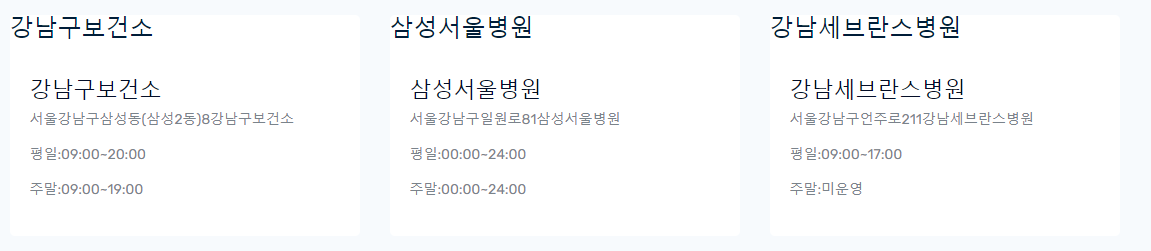 강남구보건소
강남구보건소
서울강남구삼성동(삼성2동)8강남구보건소
평일:09:00~20:00
주말:09:00~19:00
삼성서울병원
삼성서울병원
서울강남구일원로81삼성서울병원
평일:00:00~24:00
주말:00:00~24:00
강남세브란스병원
강남세브란스병원
서울강남구언주로211강남세브란스병원
평일:09:00~17:00
주말:미운영